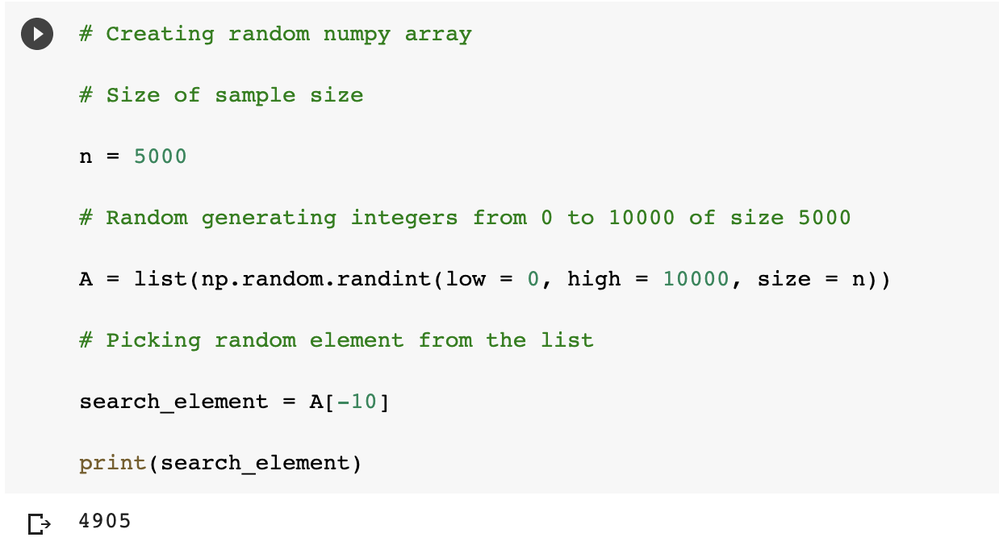 # Creating random numpy array
# Size of sample size
n = 5000
# Random generating integers from 0 to 10000 of size 5000
A = list(np.random.randint(low = 0, high = 10000, size = n))
# Picking random element from the list
search_element = A[-10]
print(search_element)
4905